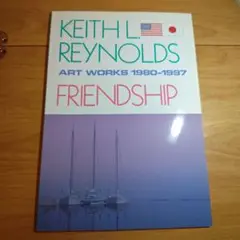 KEITH L.
REYNOLDS
ART WORKS 1980-1997
FRIENDSHIP